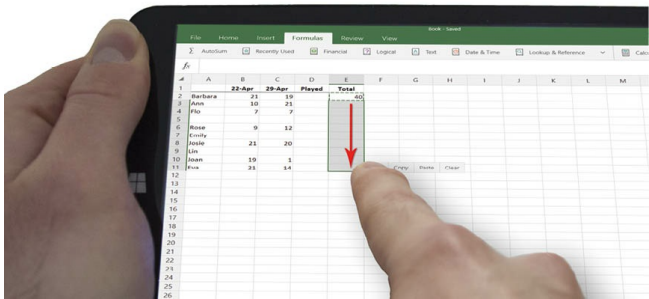 Book - Saved
File Home Insert Formulas Review View
Σ AutoSum Recently Used Financial Logical Text Date & Time Lookup & Reference
fx
A B C D E F G H I J K L M
1 22-Apr 29-Apr Played Total
2 Barbara 21 19 40
3 Ann 10 21
4 Flo 7 7
5
6 Rose 9 12
7 Emily
8 Josie 21 20
9 Lin
10 Joan 19 1 Copy Paste Clear
11 Eva 21 14
12
13
14
15
16
17
18
19
20
21
22
23
24
25
26